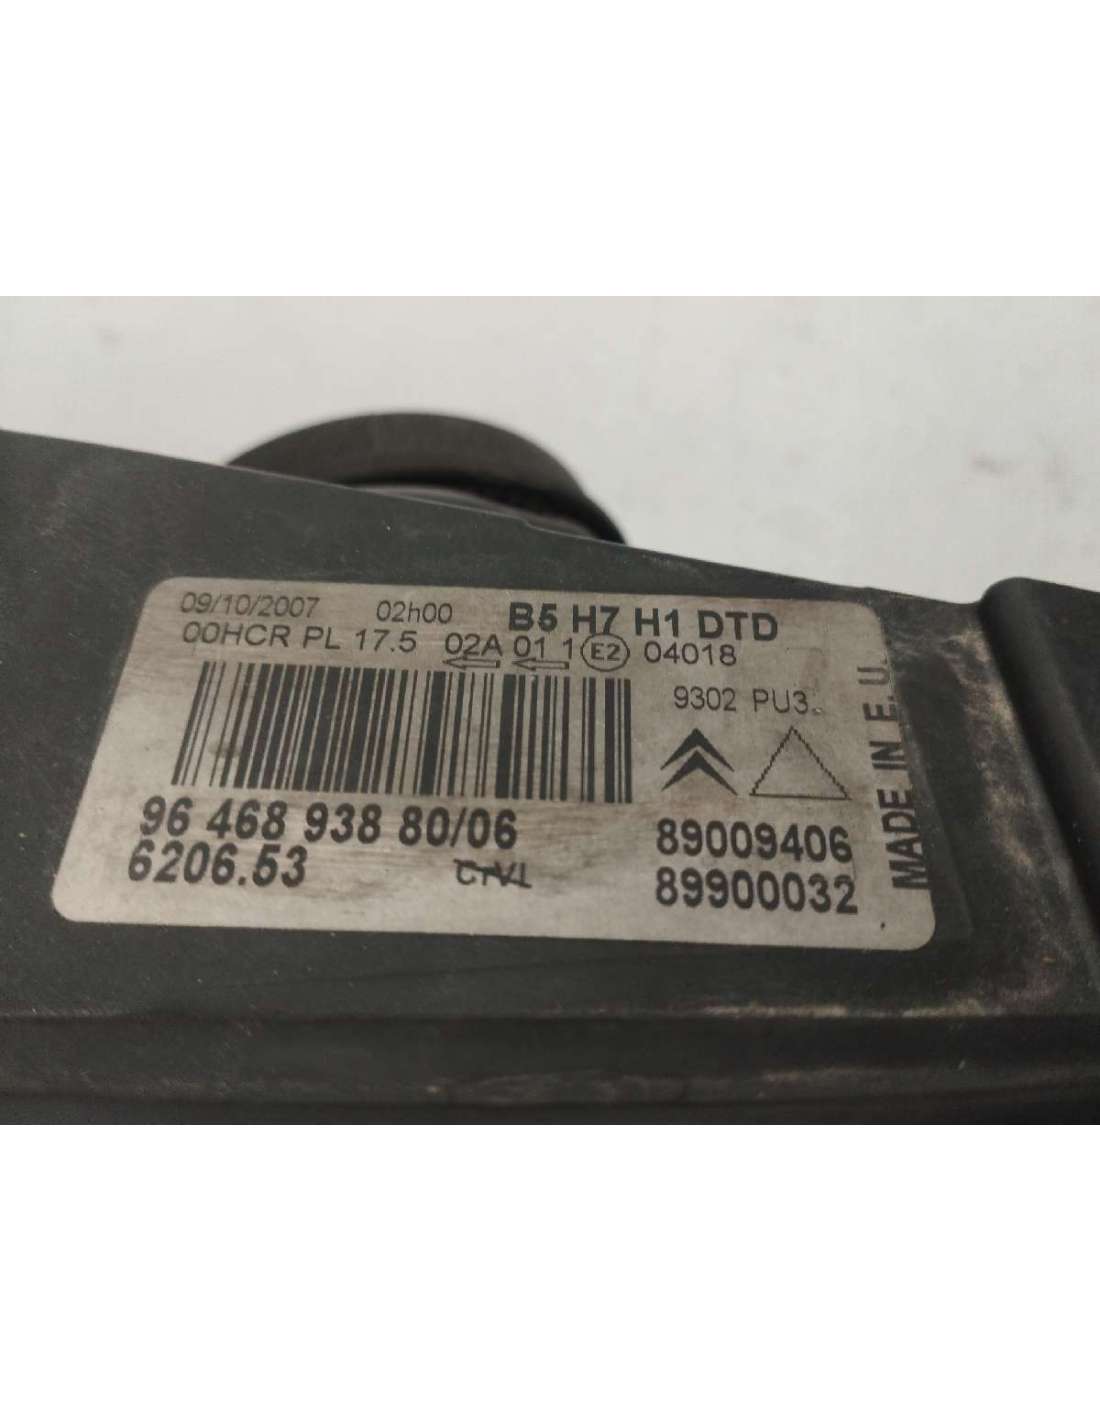 09/10/2007 02h00 B5 H7 H1 DTD
00HCR PL 17.5 02A 01 1 E2 04018
9302 PU3
MADE IN E.U.
96 468 938 80/06 89009406
6206.53 89900032